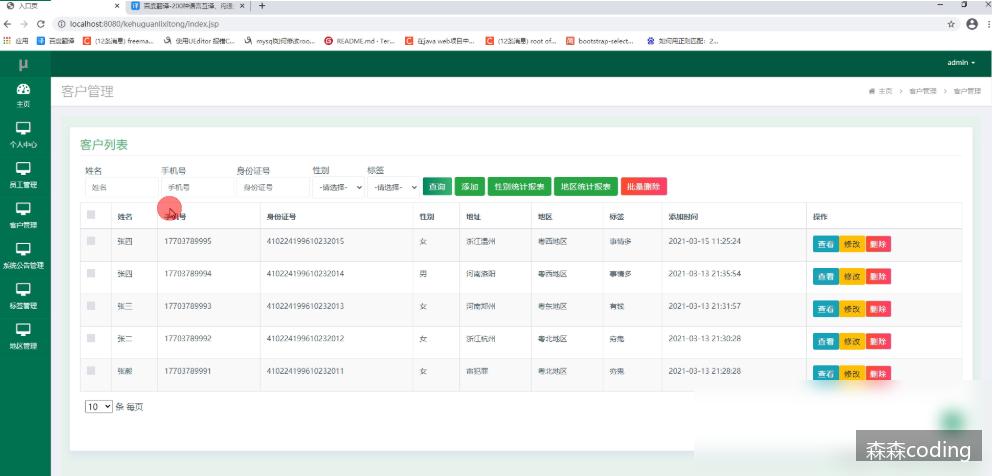 入口页
百度翻译-200种语言互译、沟通
localhost:8080/kehuguanlixitong/index.jsp
应用 百度翻译 (12条消息) freema... 使用UEditor 报错C... mysql如何修改roo... README.md · Ter... 在java web项目中... (12条消息) root of... bootstrap-select... 如何用正则匹配: 2...
μ
admin
主页
个人中心
员工管理
客户管理
系统公告管理
标签管理
地区管理
客户管理
主页 > 客户管理 > 客户管理
客户列表
姓名 手机号 身份证号 性别 标签
姓名 手机号 身份证号 -请选择- -请选择- 查询 添加 性别统计报表 地区统计报表 批量删除
姓名 手机号 身份证号 性别 地址 地区 标签 添加时间 操作
张四 17703789995 410224199610232015 女 浙江温州 粤西地区 事情多 2021-03-15 11:25:24 查看 修改 删除
张四 17703789994 410224199610232014 男 河南洛阳 粤西地区 事情多 2021-03-13 21:35:54 查看 修改 删除
张三 17703789993 410224199610232013 女 河南郑州 粤东地区 有钱 2021-03-13 21:31:57 查看 修改 删除
张二 17703789992 410224199610232012 女 浙江杭州 粤北地区 穷鬼 2021-03-13 21:30:28 查看 修改 删除
17703789991 410224199610232011 女 粤北地区 穷鬼 2021-03-13 21:28:28 查看 修改 删除
10 条 每页
森森coding